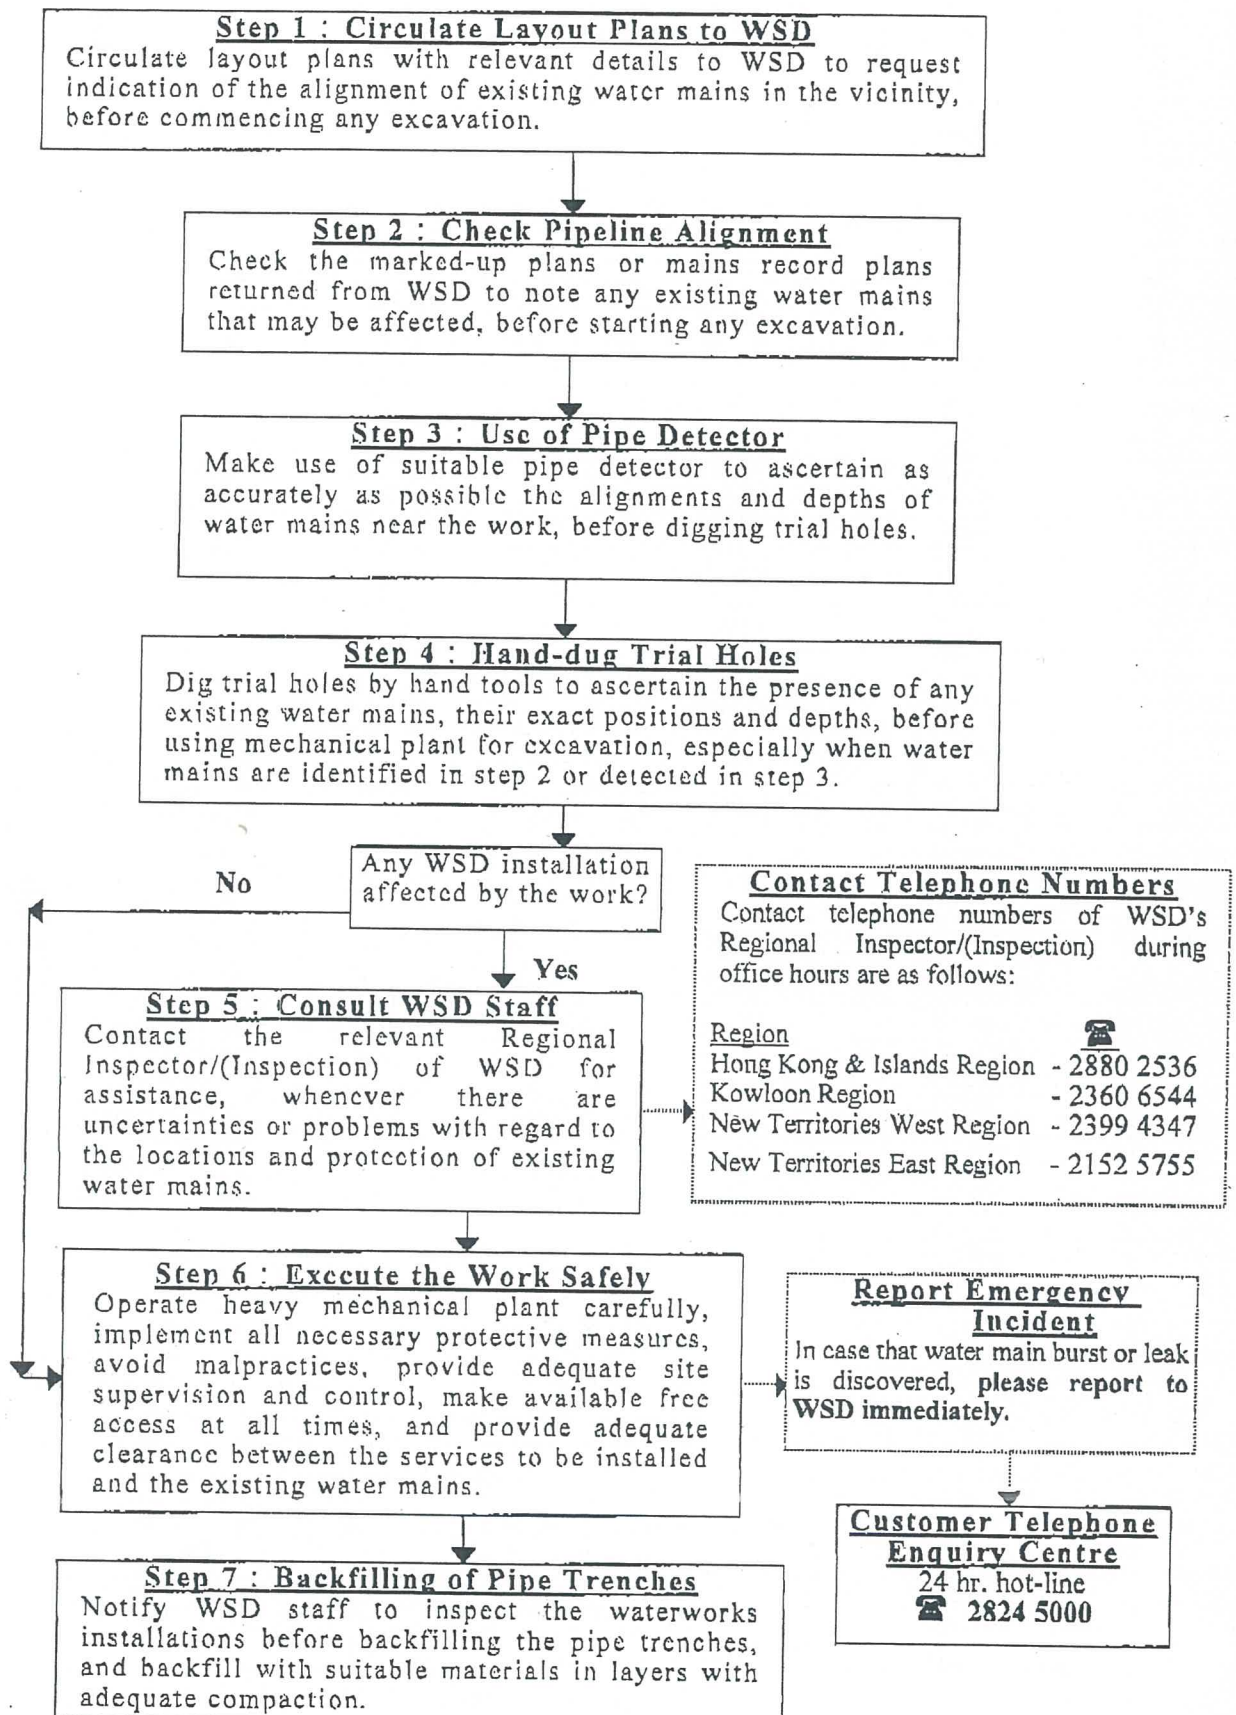 Step 1 : Circulate Layout Plans to WSD
Circulate layout plans with relevant details to WSD to request
indication of the alignment of existing water mains in the vicinity,
before commencing any excavation.
Step 2 : Check Pipeline Alignment
Check the marked-up plans or mains record plans
returned from WSD to note any existing water mains
that may be affected, before starting any excavation.
Step 3 : Use of Pipe Detector
Make use of suitable pipe detector to ascertain as
accurately as possible the alignments and depths of
water mains near the work, before digging trial holes.
Step 4 : Hand-dug Trial Holes
Dig trial holes by hand tools to ascertain the presence of any
existing water mains, their exact positions and depths, before
using mechanical plant for excavation, especially when water
mains are identified in step 2 or detected in step 3.
Any WSD installation
affected by the work?
No
Yes
Step 5 : Consult WSD Staff
Contact the relevant Regional
Inspector/(Inspection) of WSD for
assistance, whenever there are
uncertainties or problems with regard to
the locations and protection of existing
water mains.
Contact Telephone Numbers
Contact telephone numbers of WSD's
Regional Inspector/(Inspection) during
office hours are as follows:
Region ☎
Hong Kong & Islands Region - 2880 2536
Kowloon Region - 2360 6544
New Territories West Region - 2399 4347
New Territories East Region - 2152 5755
Step 6 : Execute the Work Safely
Operate heavy mechanical plant carefully,
implement all necessary protective measures,
avoid malpractices, provide adequate site
supervision and control, make available free
access at all times, and provide adequate
clearance between the services to be installed
and the existing water mains.
Report Emergency
Incident
In case that water main burst or leak
is discovered, please report to
WSD immediately.
Customer Telephone
Enquiry Centre
24 hr. hot-line
☎ 2824 5000
Step 7 : Backfilling of Pipe Trenches
Notify WSD staff to inspect the waterworks
installations before backfilling the pipe trenches,
and backfill with suitable materials in layers with
adequate compaction.